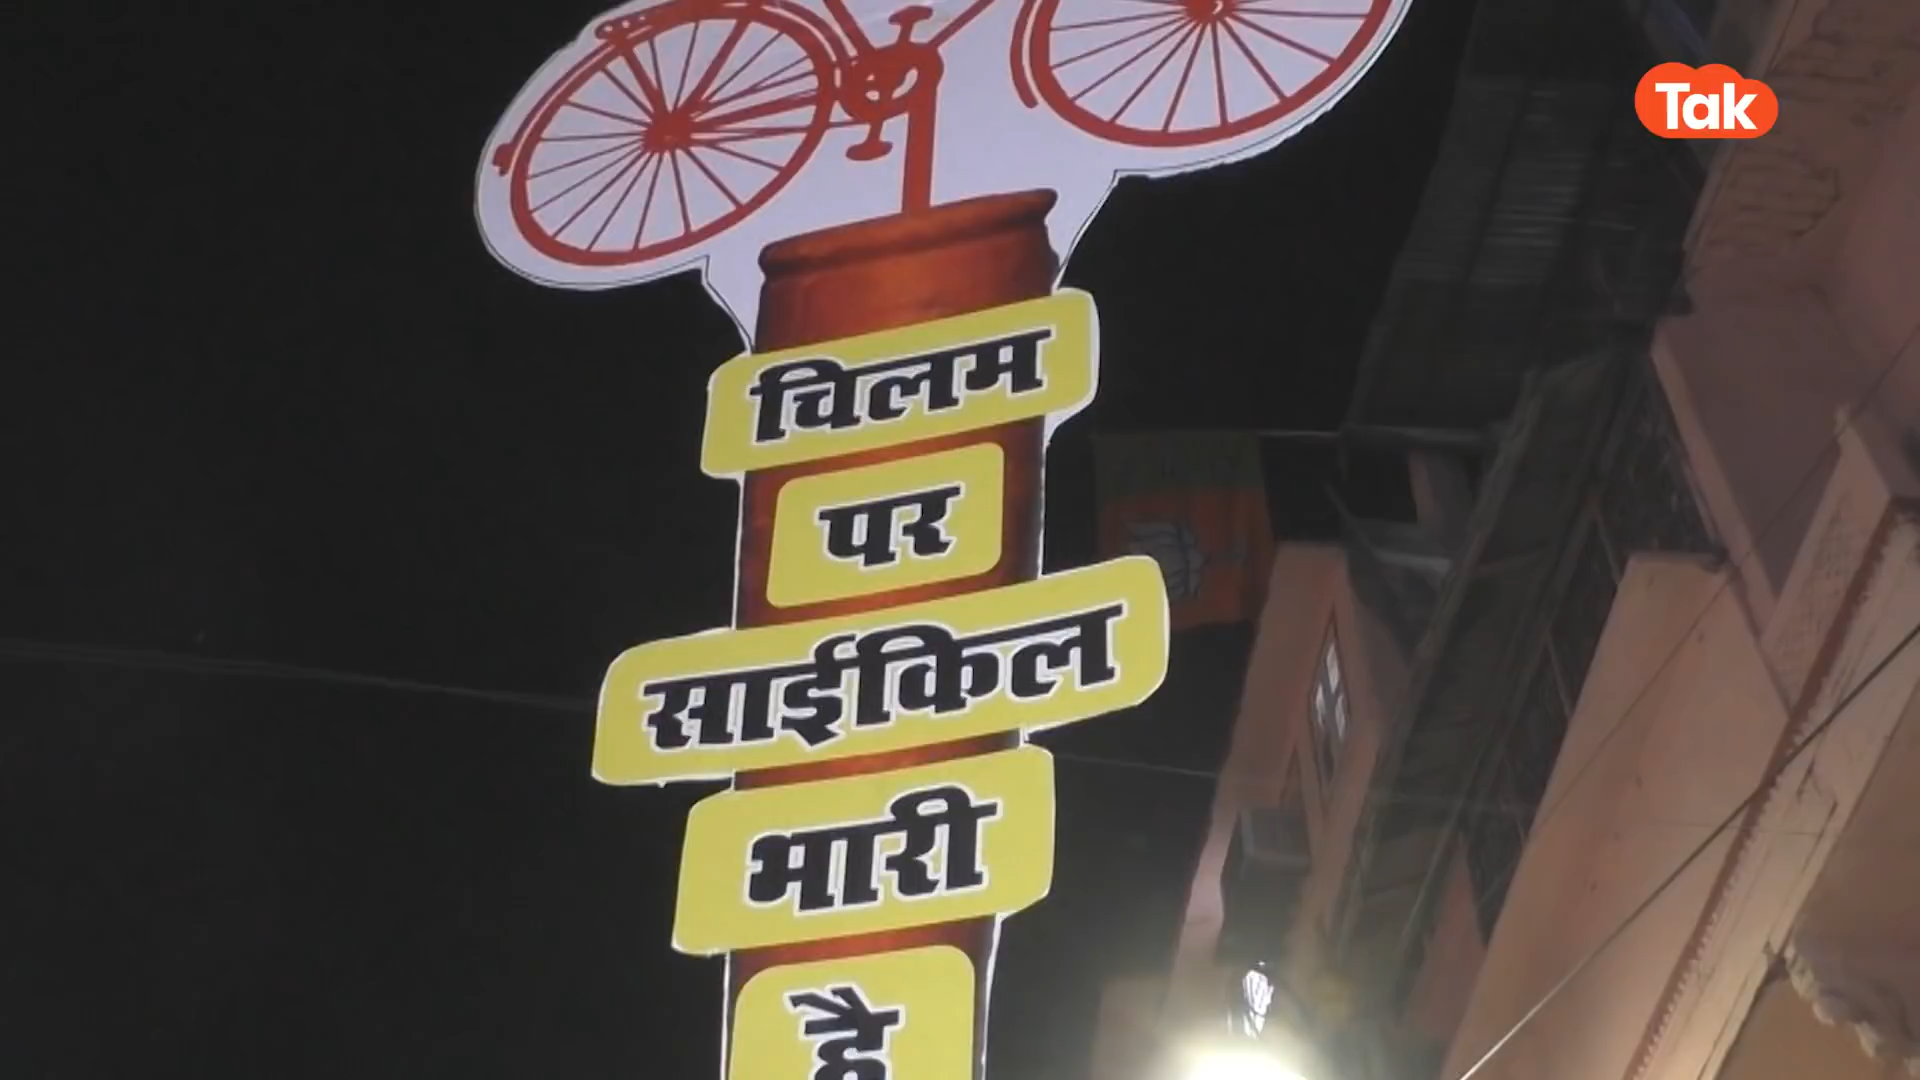 Tak
चिलम
पर
साईकिल
भारी
है